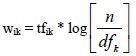 wᵢₖ = tfᵢₖ * log[n / dfₖ]